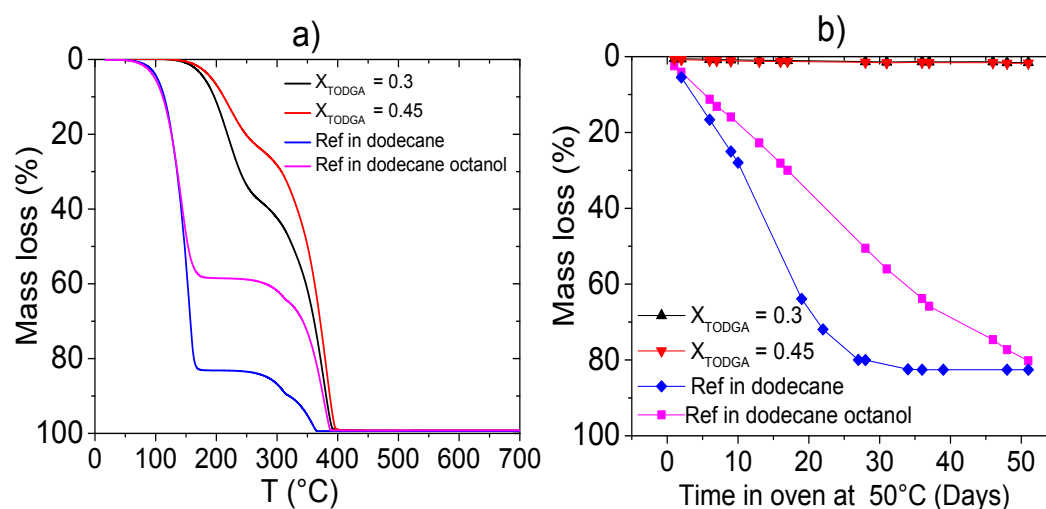 a)
0
20
40
60
80
100
Mass loss (%)
X_TODGA = 0.3
X_TODGA = 0.45
Ref in dodecane
Ref in dodecane octanol
0 100 200 300 400 500 600 700
T (°C)
b)
0
20
40
60
80
100
Mass loss (%)
X_TODGA = 0.3
X_TODGA = 0.45
Ref in dodecane
Ref in dodecane octanol
0 10 20 30 40 50
Time in oven at 50°C (Days)